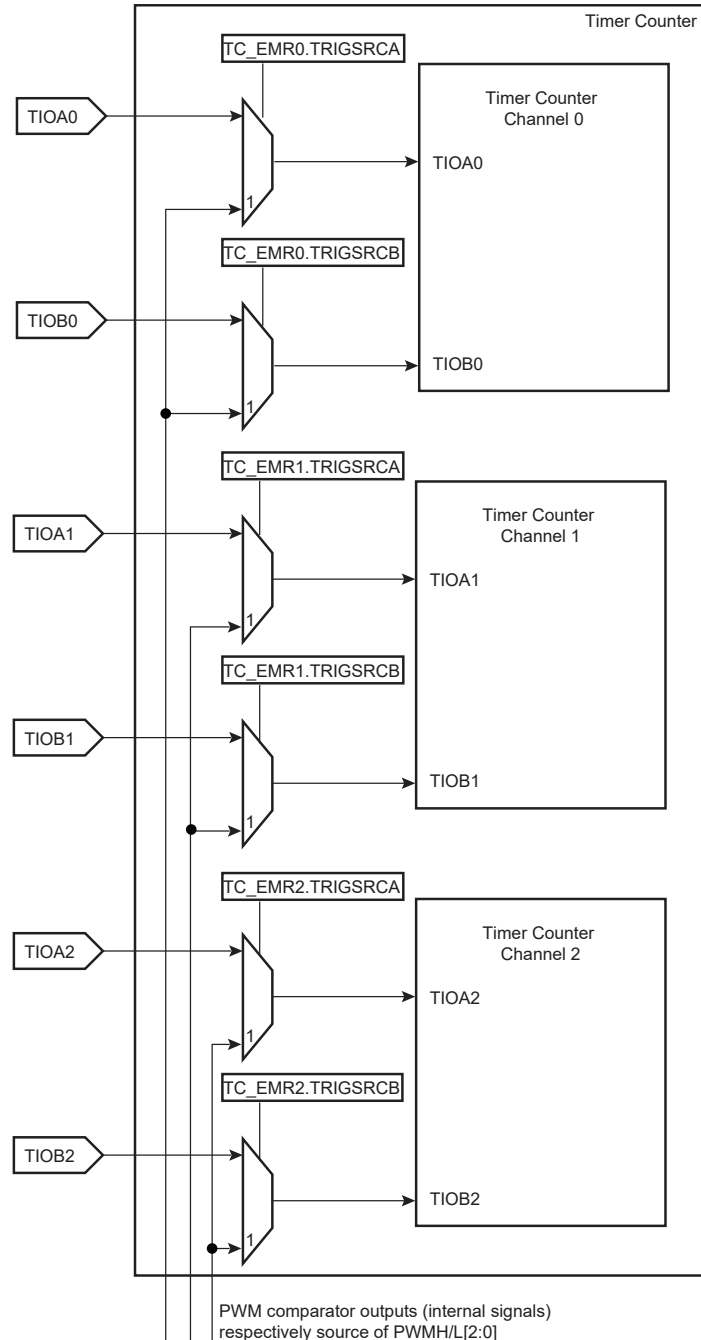 Timer Counter
TC_EMR0.TRIGSRCA
TIOA0
Timer Counter
Channel 0
TIOA0
1
TC_EMR0.TRIGSRCB
TIOB0
TIOB0
1
TC_EMR1.TRIGSRCA
TIOA1
Timer Counter
Channel 1
TIOA1
1
TC_EMR1.TRIGSRCB
TIOB1
TIOB1
1
TC_EMR2.TRIGSRCA
TIOA2
Timer Counter
Channel 2
TIOA2
1
TC_EMR2.TRIGSRCB
TIOB2
TIOB2
1
PWM comparator outputs (internal signals)
respectively source of PWMH/L[2:0]